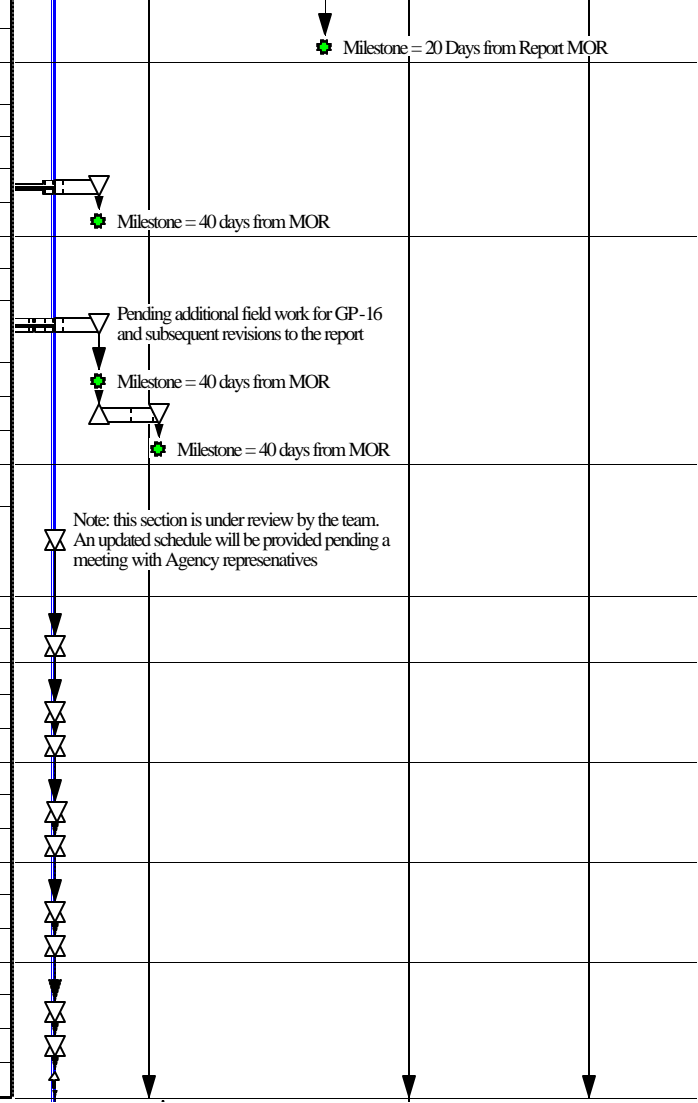 Milestone = 20 Days from Report MOR
Milestone = 40 days from MOR
Pending additional field work for GP-16
and subsequent revisions to the report
Milestone = 40 days from MOR
Milestone = 40 days from MOR
Note: this section is under review by the team.
An updated schedule will be provided pending a
meeting with Agency represenatives